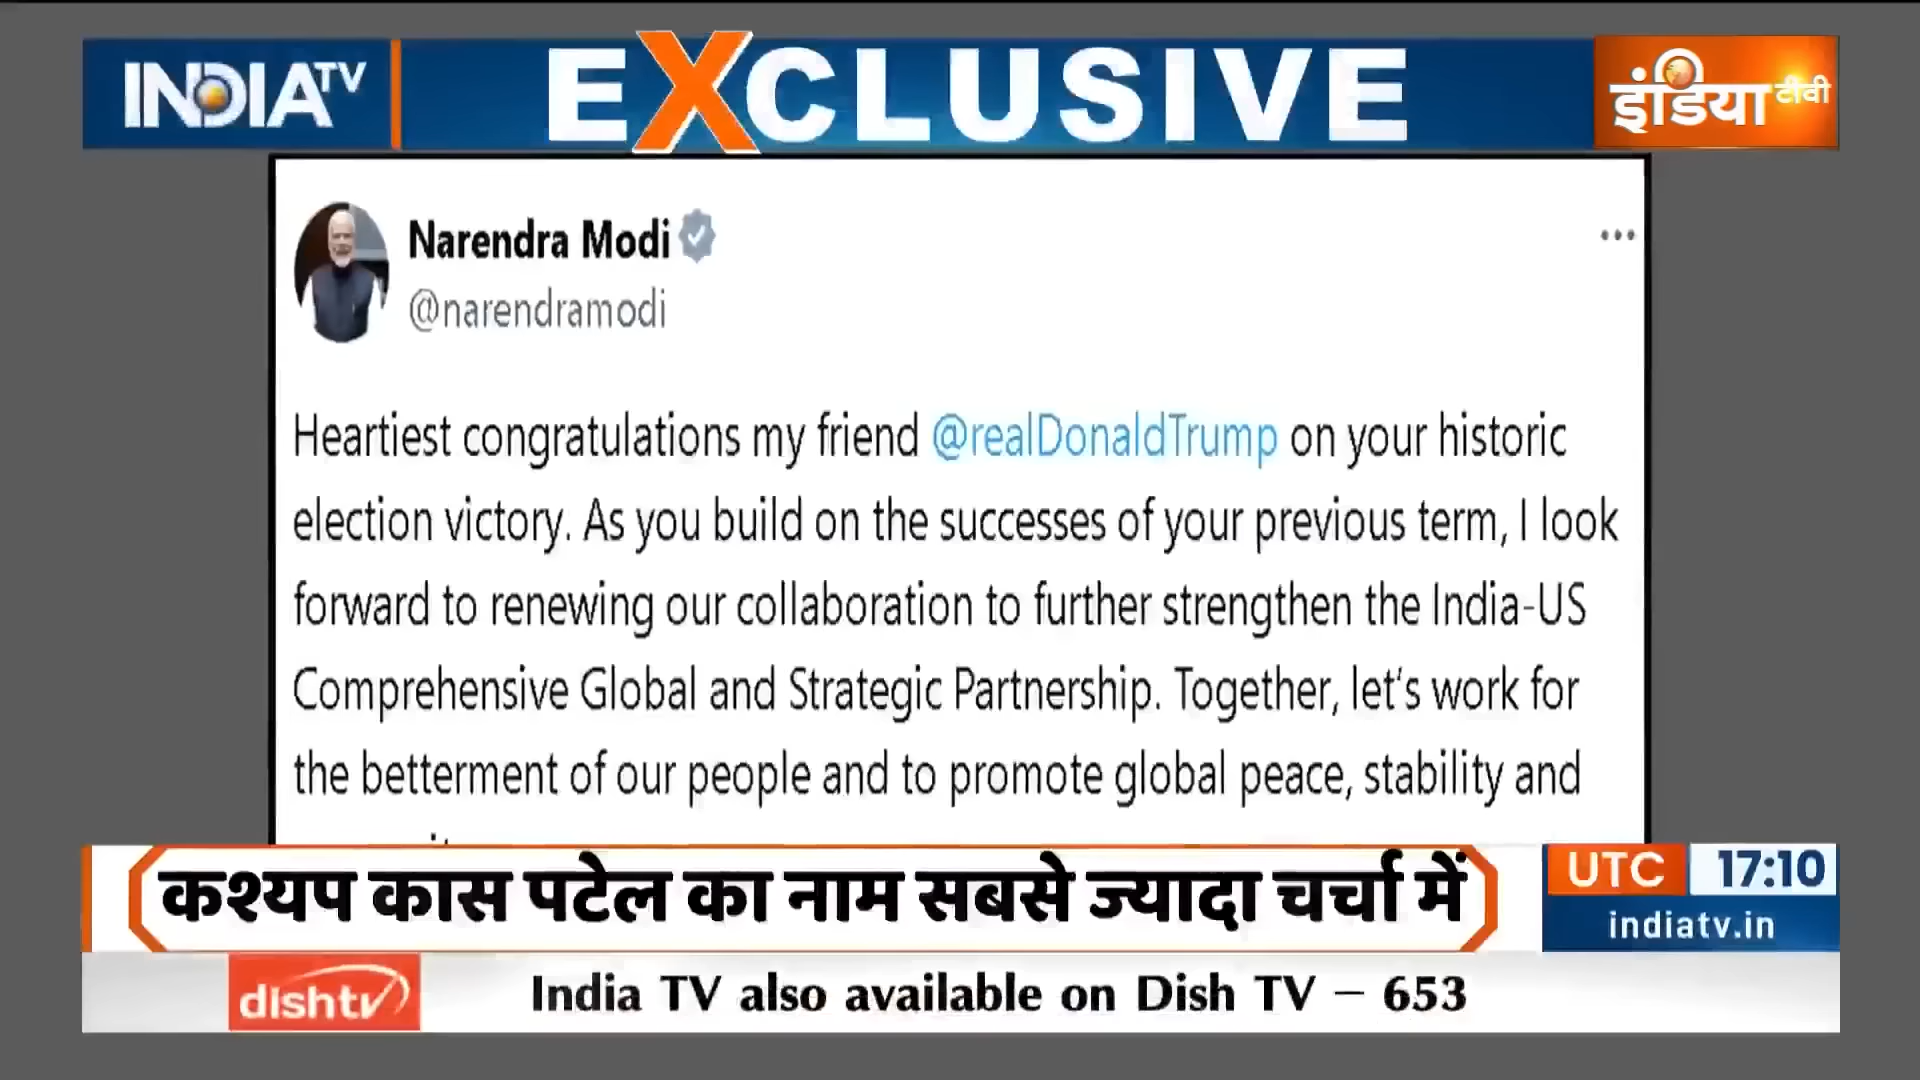 INDIA TV
EXCLUSIVE
इंडिया टीवी
Narendra Modi
@narendramodi
Heartiest congratulations my friend @realDonaldTrump on your historic
election victory. As you build on the successes of your previous term, I look
forward to renewing our collaboration to further strengthen the India-US
Comprehensive Global and Strategic Partnership. Together, let's work for
the betterment of our people and to promote global peace, stability and
कश्यप कास पटेल का नाम सबसे ज्यादा चर्चा में
UTC 17:10
indiatv.in
dishtv
India TV also available on Dish TV – 653